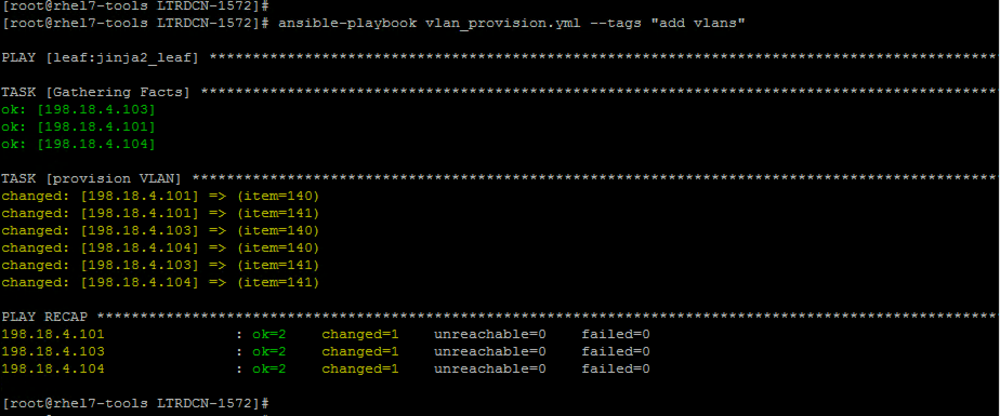 [root@rhel7-tools LTRDCN-1572]#
[root@rhel7-tools LTRDCN-1572]# ansible-playbook vlan_provision.yml --tags "add vlans"
PLAY [leaf:jinja2_leaf] *******************************************************************************************
TASK [Gathering Facts] ********************************************************************************************
ok: [198.18.4.103]
ok: [198.18.4.101]
ok: [198.18.4.104]
TASK [provision VLAN] *********************************************************************************************
changed: [198.18.4.101] => (item=140)
changed: [198.18.4.101] => (item=141)
changed: [198.18.4.103] => (item=140)
changed: [198.18.4.104] => (item=140)
changed: [198.18.4.103] => (item=141)
changed: [198.18.4.104] => (item=141)
PLAY RECAP ********************************************************************************************************
198.18.4.101 : ok=2 changed=1 unreachable=0 failed=0
198.18.4.103 : ok=2 changed=1 unreachable=0 failed=0
198.18.4.104 : ok=2 changed=1 unreachable=0 failed=0
[root@rhel7-tools LTRDCN-1572]#